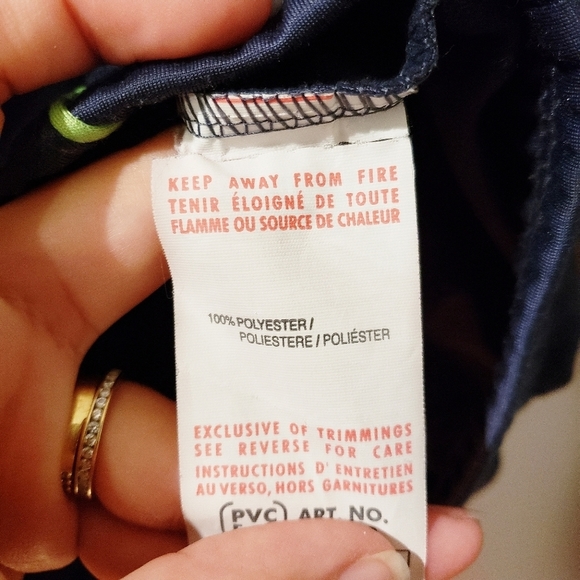 KEEP AWAY FROM FIRE
TENIR ÉLOIGNÉ DE TOUTE
FLAMME OU SOURCE DE CHALEUR
100% POLYESTER /
POLIESTERE / POLIÉSTER
EXCLUSIVE OF TRIMMINGS
SEE REVERSE FOR CARE
INSTRUCTIONS D' ENTRETIEN
AU VERSO, HORS GARNITURES
(PVC) ART. NO.